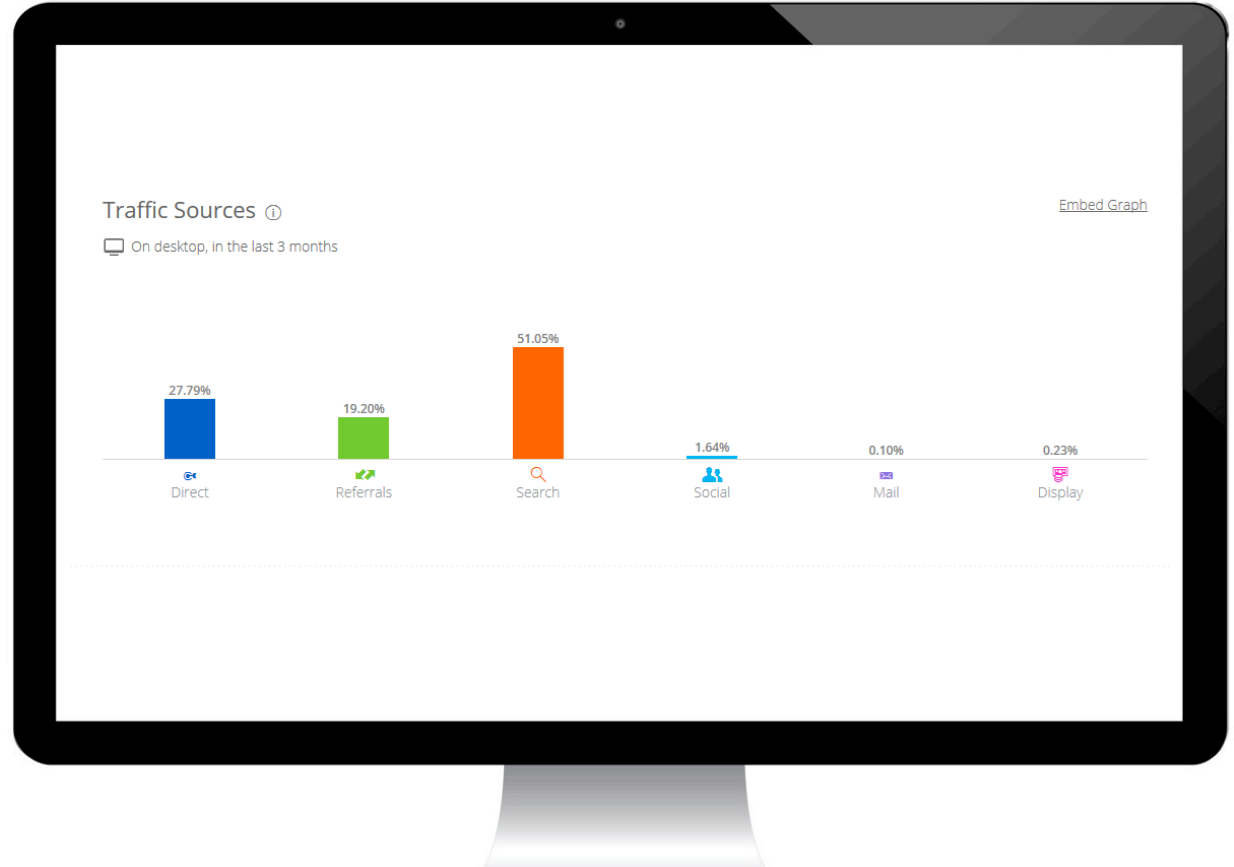 Traffic Sources
Embed Graph
On desktop, in the last 3 months
27.79%
19.20%
51.05%
1.64%
0.10%
0.23%
Direct
Referrals
Search
Social
Mail
Display